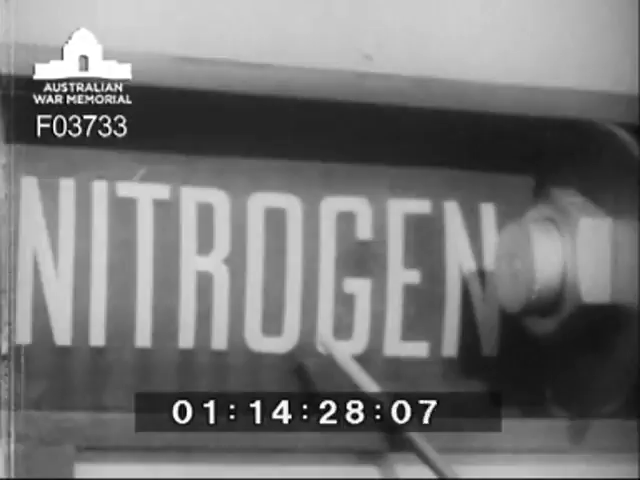 AUSTRALIAN
WAR MEMORIAL
F03733
NITROGEN
01:14:28:07